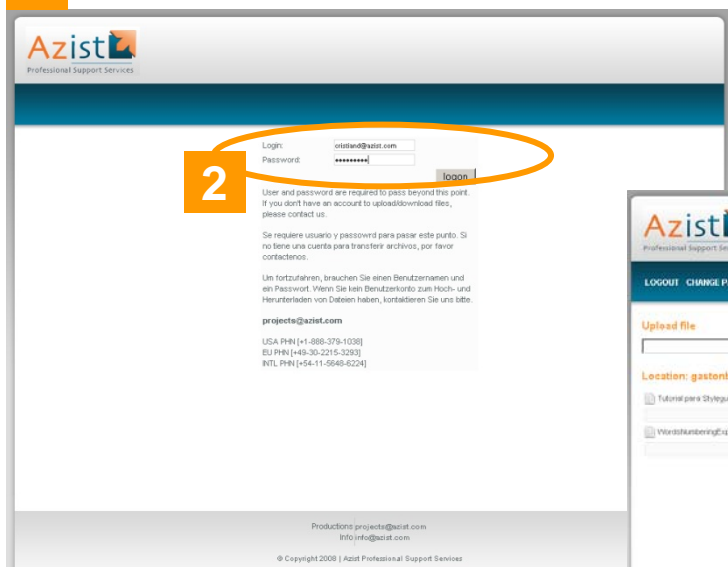 Azist
Professional Support Services
2
Login: cristiand@azist.com
Password: •••••••••
logon
User and password are required to pass beyond this point.
If you don't have an account to upload/download files,
please contact us.
Se requiere usuario y passowrd para pasar este punto. Si
no tiene una cuenta para transferir archivos, por favor
contactenos.
Um fortzufahren, brauchen Sie einen Benutzernamen und
ein Passwort. Wenn Sie kein Benutzerkonto zum Hoch- und
Herunterladen von Dateien haben, kontaktieren Sie uns bitte.
projects@azist.com
USA PHN [+1-888-379-1038]
EU PHN [+49-30-2215-3293]
INTL PHN [+54-11-5648-6224]
Productions projects@azist.com
Info info@azist.com
© Copyright 2008 | Azist Professional Support Services
Azist
Professional Support
LOGOUT CHANGE
Upload file
Location:
Tutorial para